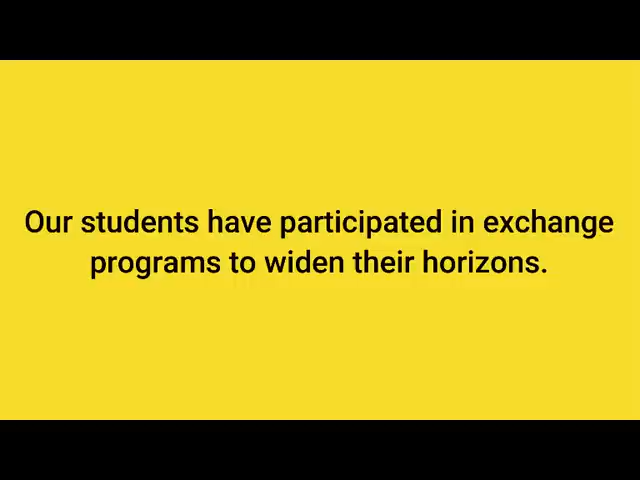 Our students have participated in exchange
programs to widen their horizons.